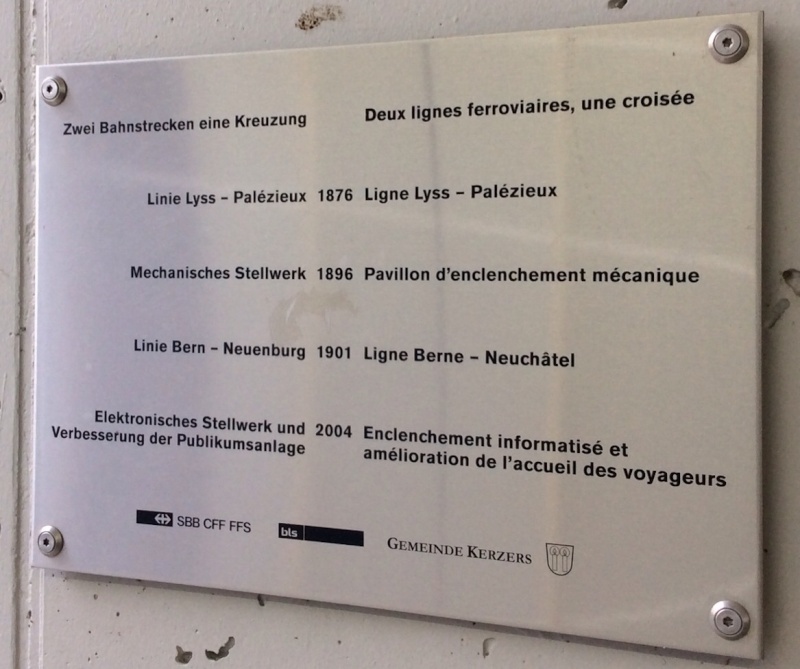 Zwei Bahnstrecken eine Kreuzung Deux lignes ferroviaires, une croisée
Linie Lyss – Palézieux 1876 Ligne Lyss – Palézieux
Mechanisches Stellwerk 1896 Pavillon d'enclenchement mécanique
Linie Bern – Neuenburg 1901 Ligne Berne – Neuchâtel
Elektronisches Stellwerk und 2004 Enclenchement informatisé et
Verbesserung der Publikumsanlage amélioration de l'accueil des voyageurs
SBB CFF FFS bls GEMEINDE KERZERS